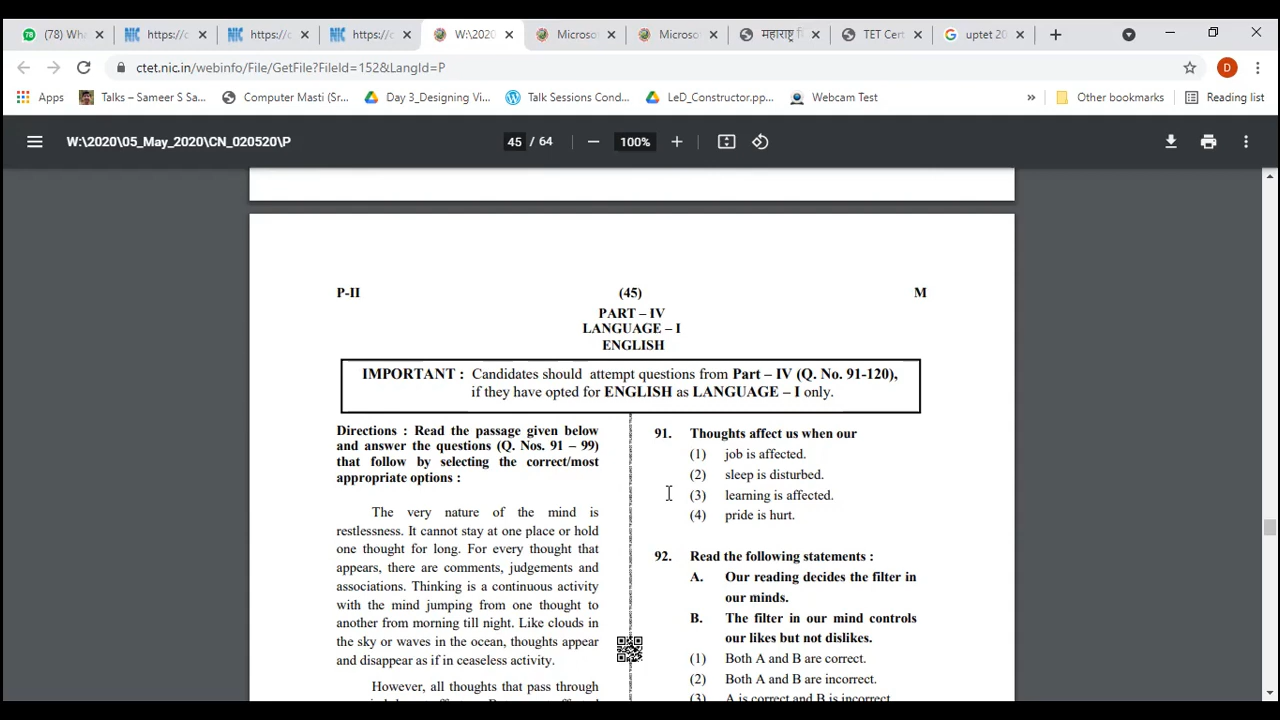 (78) Wha
https://c
https://c
https://c
W:\2020
Microsof
Microsof
महाराष्ट्र f
TET Cert
uptet 20
ctet.nic.in/webinfo/File/GetFile?FileId=152&LangId=P
D
Apps
Talks – Sameer S Sa...
Computer Masti (Sr...
Day 3_Designing Vi...
Talk Sessions Cond...
LeD_Constructor.pp...
Webcam Test
»
Other bookmarks
Reading list
W:\2020\05_May_2020\CN_020520\P
45 / 64
100%
P-II (45) M
PART – IV
LANGUAGE – I
ENGLISH
IMPORTANT : Candidates should attempt questions from Part – IV (Q. No. 91-120),
if they have opted for ENGLISH as LANGUAGE – I only.
Directions : Read the passage given below
and answer the questions (Q. Nos. 91 – 99)
that follow by selecting the correct/most
appropriate options :
The very nature of the mind is
restlessness. It cannot stay at one place or hold
one thought for long. For every thought that
appears, there are comments, judgements and
associations. Thinking is a continuous activity
with the mind jumping from one thought to
another from morning till night. Like clouds in
the sky or waves in the ocean, thoughts appear
and disappear as if in ceaseless activity.
However, all thoughts that pass through
91. Thoughts affect us when our
(1) job is affected.
(2) sleep is disturbed.
(3) learning is affected.
(4) pride is hurt.
92. Read the following statements :
A. Our reading decides the filter in
our minds.
B. The filter in our mind controls
our likes but not dislikes.
(1) Both A and B are correct.
(2) Both A and B are incorrect.
(3) A is correct and B is incorrect